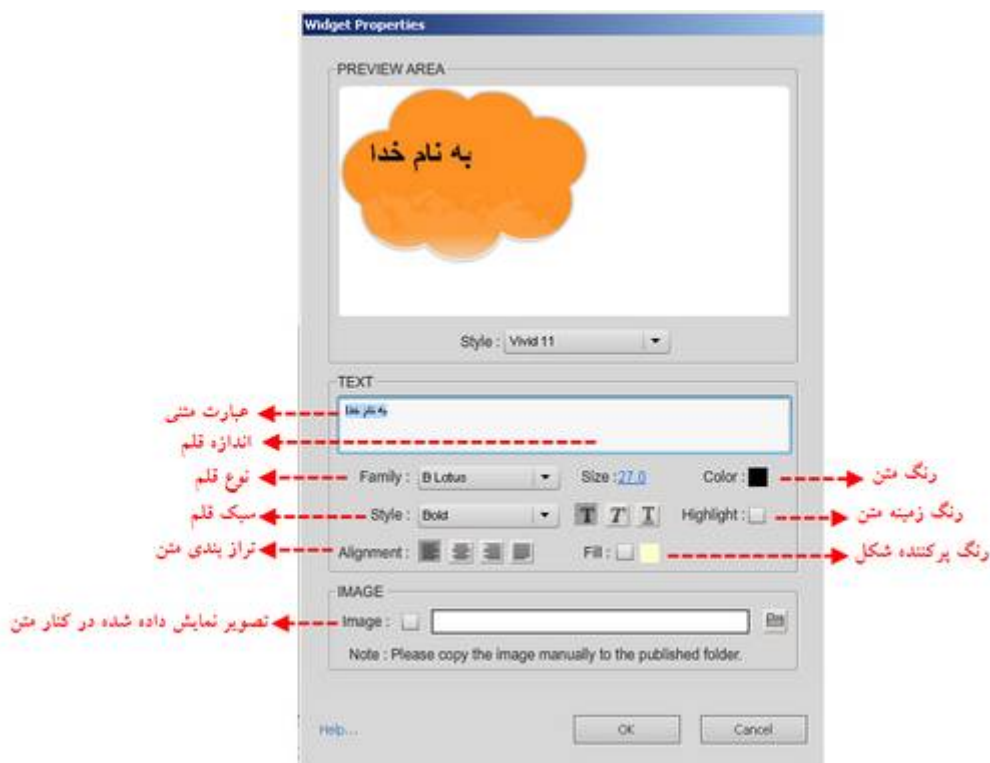 Widget Properties
PREVIEW AREA
به نام خدا
Style : Vivid 11
TEXT
به نام خدا
عبارت متنی
اندازه قلم
نوع قلم
Family : B Lotus Size : 27.0 Color :
رنگ متن
سبک قلم
Style : Bold T T T Highlight :
رنگ زمینه متن
تراز بندی متن
Alignment : Fill :
رنگ پرکننده شکل
IMAGE
تصویر نمایش داده شده در کنار متن
Image :
Note : Please copy the image manually to the published folder.
Help... OK Cancel